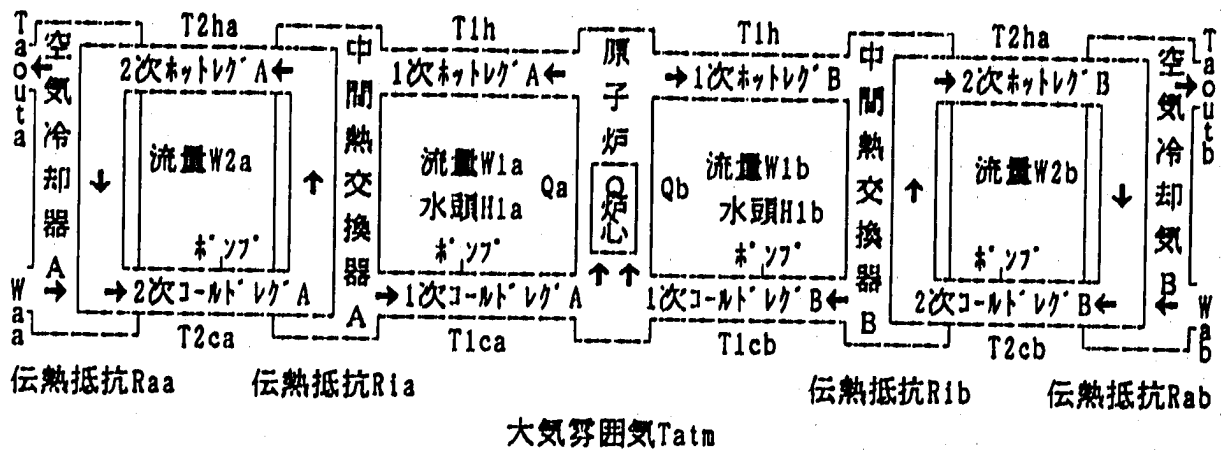 T2ha
T1h
T1h
T2ha
Taouta
空気冷却器A
2次ホットレグA←
中間熱交換器A
1次ホットレグA←
原子炉
→1次ホットレグB
中間熱交換器B
→2次ホットレグB
空気冷却気B
Taoutb
流量W2a
流量W1a
水頭H1a
Qa
Q炉心
Qb
流量W1b
水頭H1b
流量W2b
ポンプ
ポンプ
ポンプ
ポンプ
Waa
→2次コールドレグA
→1次コールドレグA
1次コールドレグB←
2次コールドレグB←
Wab
T2ca
T1ca
T1cb
T2cb
伝熱抵抗Raa
伝熱抵抗RIa
伝熱抵抗RIb
伝熱抵抗Rab
大気雰囲気Tatm